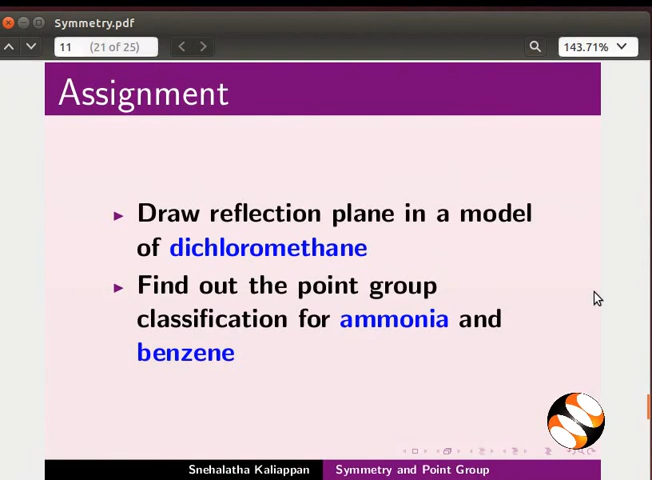 Symmetry.pdf
11 (21 of 25)
143.71%
Assignment
Draw reflection plane in a model
of dichloromethane
Find out the point group
classification for ammonia and
benzene
Snehalatha Kaliappan Symmetry and Point Group